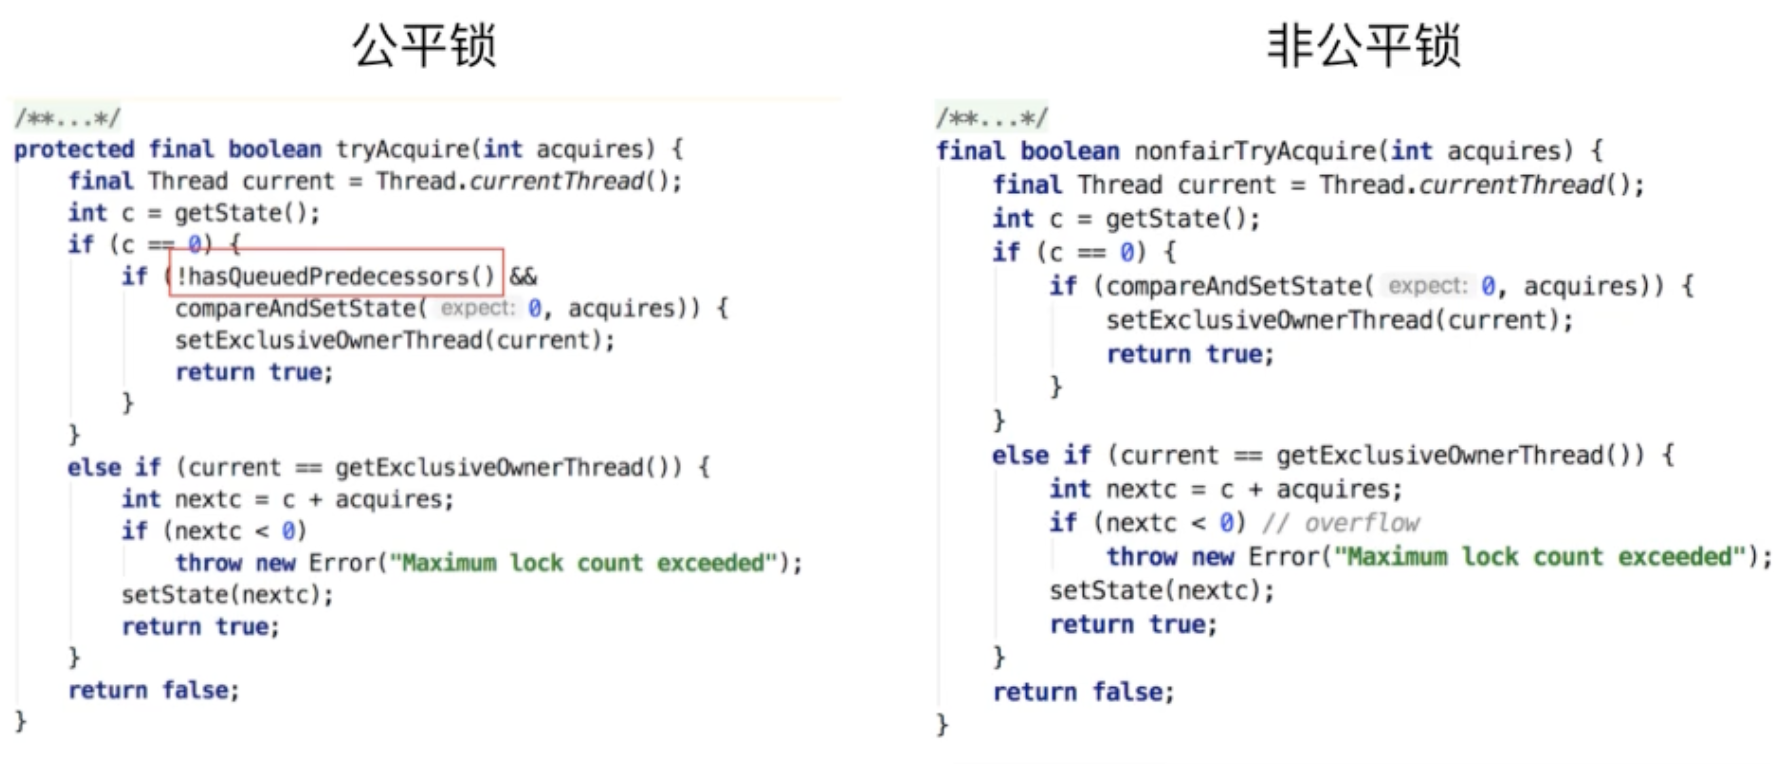 公平锁
/**...*/
protected final boolean tryAcquire(int acquires) {
    final Thread current = Thread.currentThread();
    int c = getState();
    if (c == 0) {
        if (!hasQueuedPredecessors() &&
            compareAndSetState( expect: 0, acquires)) {
            setExclusiveOwnerThread(current);
            return true;
        }
    }
    else if (current == getExclusiveOwnerThread()) {
        int nextc = c + acquires;
        if (nextc < 0)
            throw new Error("Maximum lock count exceeded");
        setState(nextc);
        return true;
    }
    return false;
}
非公平锁
/**...*/
final boolean nonfairTryAcquire(int acquires) {
    final Thread current = Thread.currentThread();
    int c = getState();
    if (c == 0) {
        if (compareAndSetState( expect: 0, acquires)) {
            setExclusiveOwnerThread(current);
            return true;
        }
    }
    else if (current == getExclusiveOwnerThread()) {
        int nextc = c + acquires;
        if (nextc < 0) // overflow
            throw new Error("Maximum lock count exceeded");
        setState(nextc);
        return true;
    }
    return false;
}